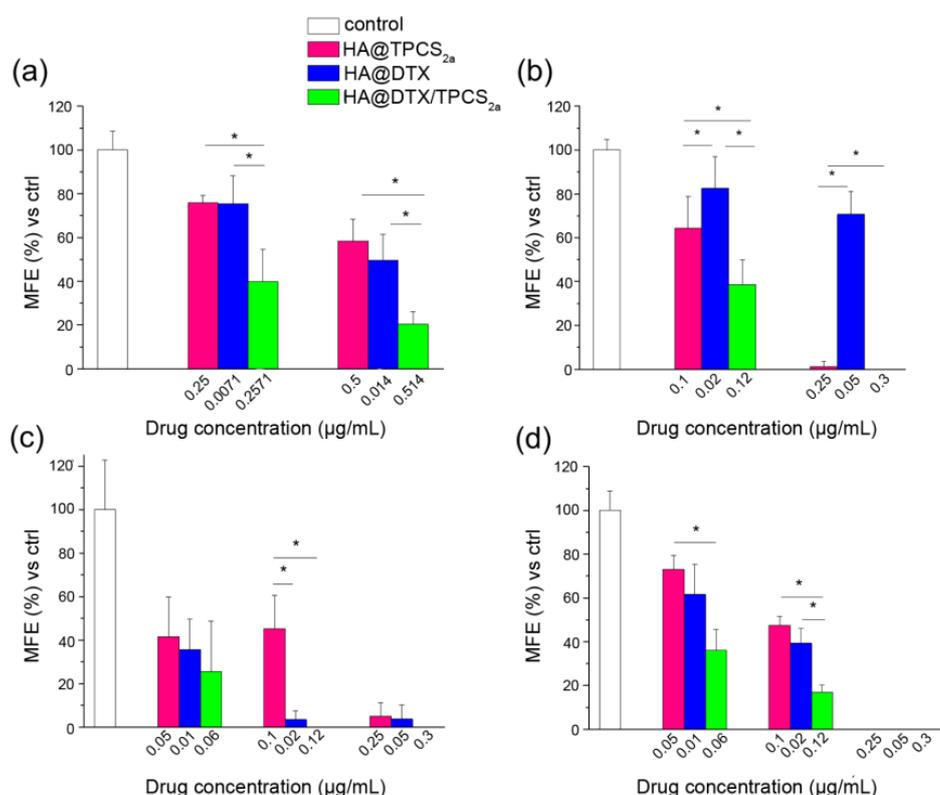 control
HA@TPCS2a
HA@DTX
HA@DTX/TPCS2a
(a)
MFE (%) vs ctrl
120
100
80
60
40
20
0
* * * *
0.25 0.0071 0.2571 0.5 0.014 0.514
Drug concentration (µg/mL)
(b)
MFE (%) vs ctrl
120
100
80
60
40
20
0
* * * * *
0.1 0.02 0.12 0.25 0.05 0.3
Drug concentration (µg/mL)
(c)
MFE (%) vs ctrl
120
100
80
60
40
20
0
* *
0.05 0.01 0.06 0.1 0.02 0.12 0.25 0.05 0.3
Drug concentration (µg/mL)
(d)
MFE (%) vs ctrl
120
100
80
60
40
20
0
* * *
0.05 0.01 0.06 0.1 0.02 0.12 0.25 0.05 0.3
Drug concentration (µg/mL)